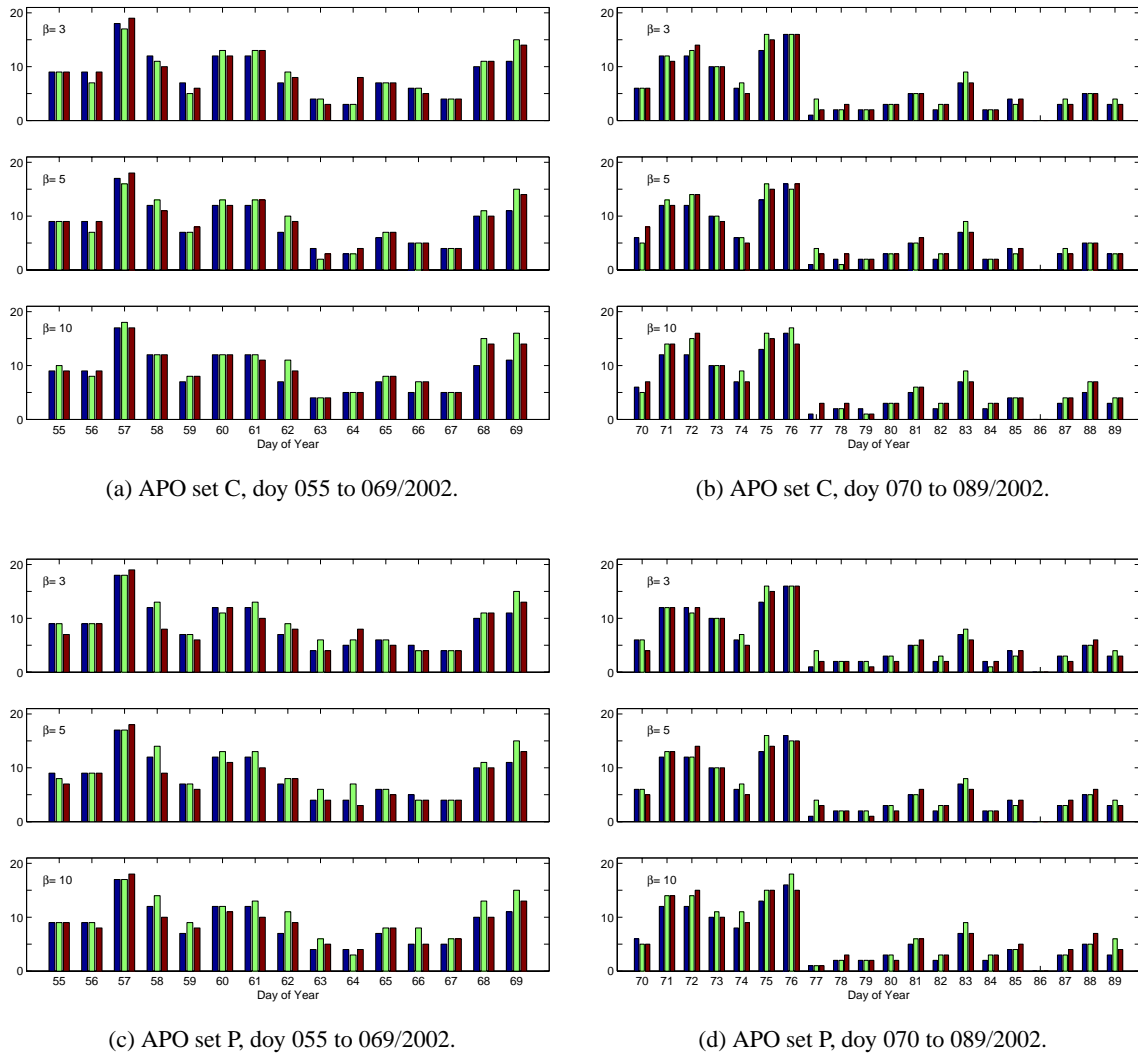 20
10
0
β= 3
20
10
0
β= 5
20
10
0
β= 10
55 56 57 58 59 60 61 62 63 64 65 66 67 68 69
Day of Year
(a) APO set C, doy 055 to 069/2002.
20
10
0
β= 3
20
10
0
β= 5
20
10
0
β= 10
70 71 72 73 74 75 76 77 78 79 80 81 82 83 84 85 86 87 88 89
Day of Year
(b) APO set C, doy 070 to 089/2002.
20
10
0
β= 3
20
10
0
β= 5
20
10
0
β= 10
55 56 57 58 59 60 61 62 63 64 65 66 67 68 69
Day of Year
(c) APO set P, doy 055 to 069/2002.
20
10
0
β= 3
20
10
0
β= 5
20
10
0
β= 10
70 71 72 73 74 75 76 77 78 79 80 81 82 83 84 85 86 87 88 89
Day of Year
(d) APO set P, doy 070 to 089/2002.